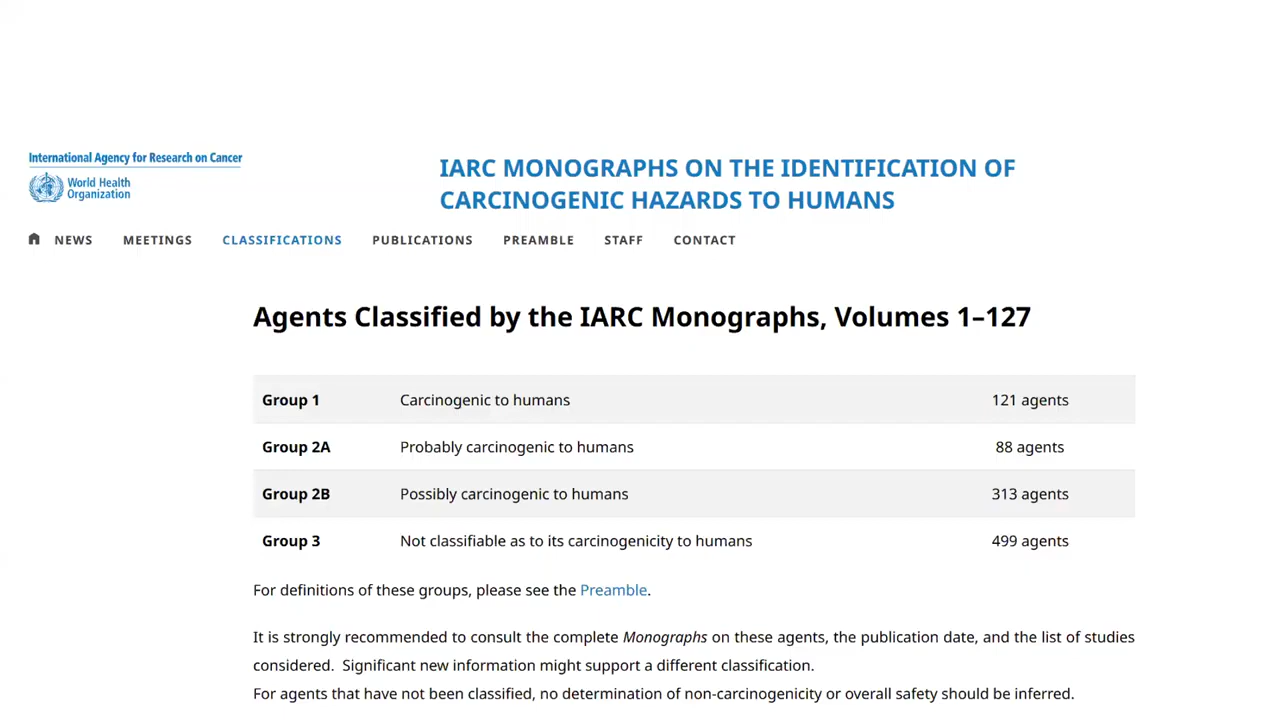 International Agency for Research on Cancer
World Health
Organization
IARC MONOGRAPHS ON THE IDENTIFICATION OF
CARCINOGENIC HAZARDS TO HUMANS
NEWS MEETINGS CLASSIFICATIONS PUBLICATIONS PREAMBLE STAFF CONTACT
Agents Classified by the IARC Monographs, Volumes 1–127
Group 1 Carcinogenic to humans 121 agents
Group 2A Probably carcinogenic to humans 88 agents
Group 2B Possibly carcinogenic to humans 313 agents
Group 3 Not classifiable as to its carcinogenicity to humans 499 agents
For definitions of these groups, please see the Preamble.
It is strongly recommended to consult the complete Monographs on these agents, the publication date, and the list of studies
considered. Significant new information might support a different classification.
For agents that have not been classified, no determination of non-carcinogenicity or overall safety should be inferred.